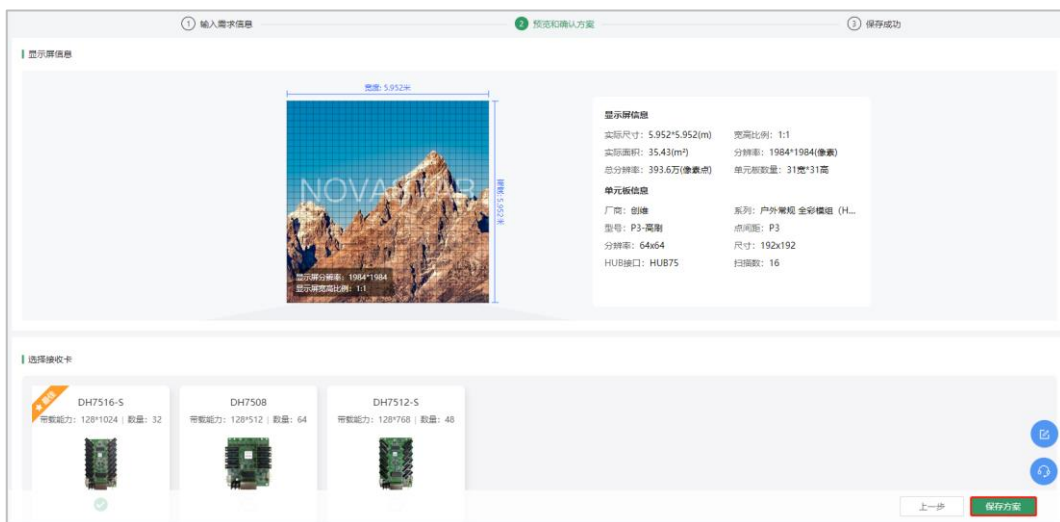 1 输入需求信息 2 预览和确认方案 3 保存成功
显示屏信息
宽度: 5.952米
高度: 5.952米
NOVASTAR
显示屏分辨率: 1984*1984
显示屏宽高比例: 1:1
显示屏信息
实际尺寸: 5.952*5.952(m) 宽高比例: 1:1
实际面积: 35.43(m²) 分辨率: 1984*1984(像素)
总分辨率: 393.6万(像素点) 单元板数量: 31宽*31高
单元板信息
厂商: 创维 系列: 户外常规 全彩模组 (H...
型号: P3-高刷 点间距: P3
分辨率: 64x64 尺寸: 192x192
HUB接口: HUB75 扫描数: 16
选择接收卡
DH7516-S DH7508 DH7512-S
带载能力: 128*1024 | 数量: 32 带载能力: 128*512 | 数量: 64 带载能力: 128*768 | 数量: 48
上一步 保存方案